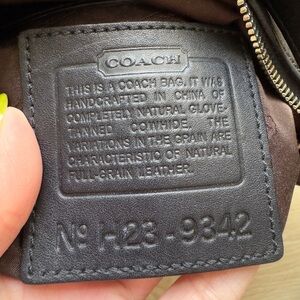 COACH
THIS IS A COACH BAG. IT WAS
HANDCRAFTED IN CHINA OF
COMPLETELY NATURAL GLOVE-
TANNED COWHIDE. THE
VARIATIONS IN THE GRAIN ARE
CHARACTERISTIC OF NATURAL
FULL-GRAIN LEATHER.
Nº H23-9342